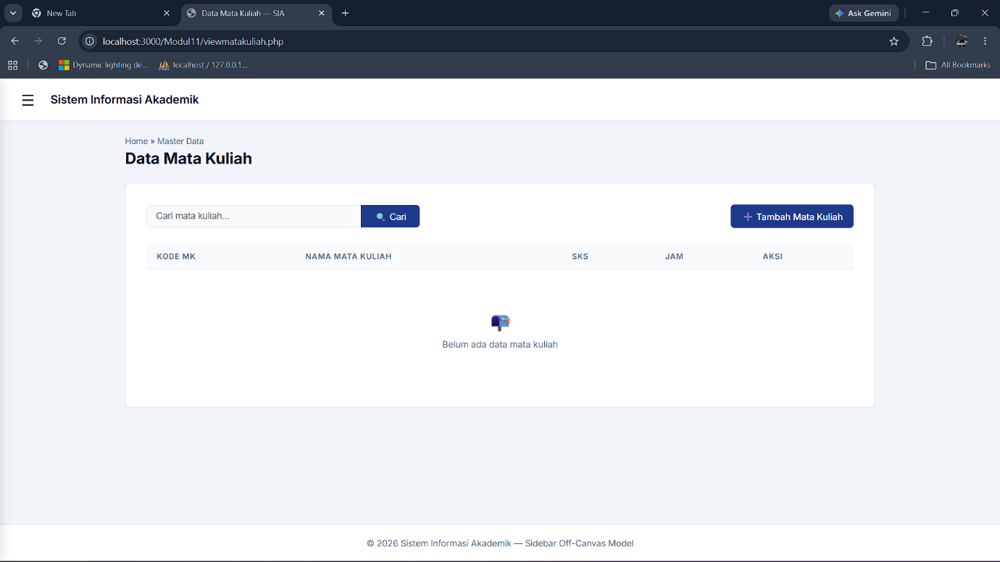 New Tab
Data Mata Kuliah — SIA
Ask Gemini
localhost:3000/Modul11/viewmatakuliah.php
Dynamic lighting de...
localhost / 127.0.0.1...
All Bookmarks
Sistem Informasi Akademik
Home » Master Data
Data Mata Kuliah
Cari mata kuliah...
Cari
Tambah Mata Kuliah
KODE MK NAMA MATA KULIAH SKS JAM AKSI
Belum ada data mata kuliah
© 2026 Sistem Informasi Akademik — Sidebar Off-Canvas Model